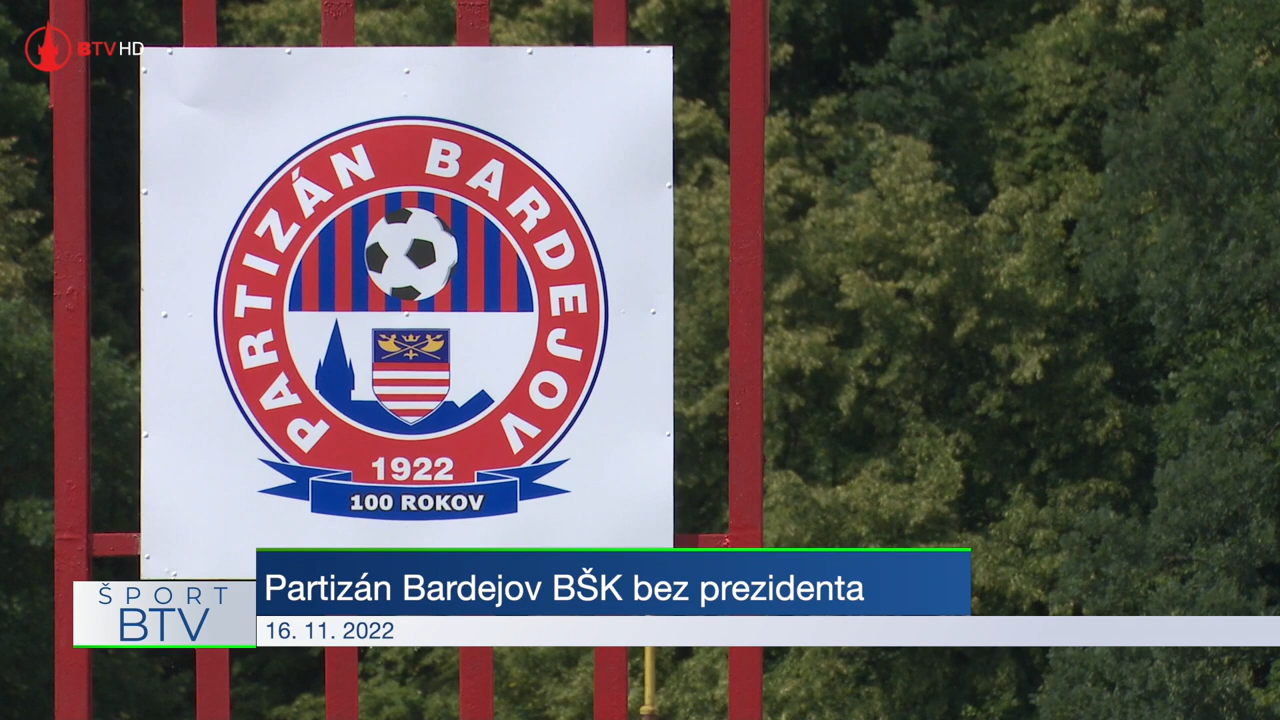 BTV HD
PARTIZÁN BARDEJOV
1922
100 ROKOV
Partizán Bardejov BŠK bez prezidenta
ŠPORT
BTV
16. 11. 2022